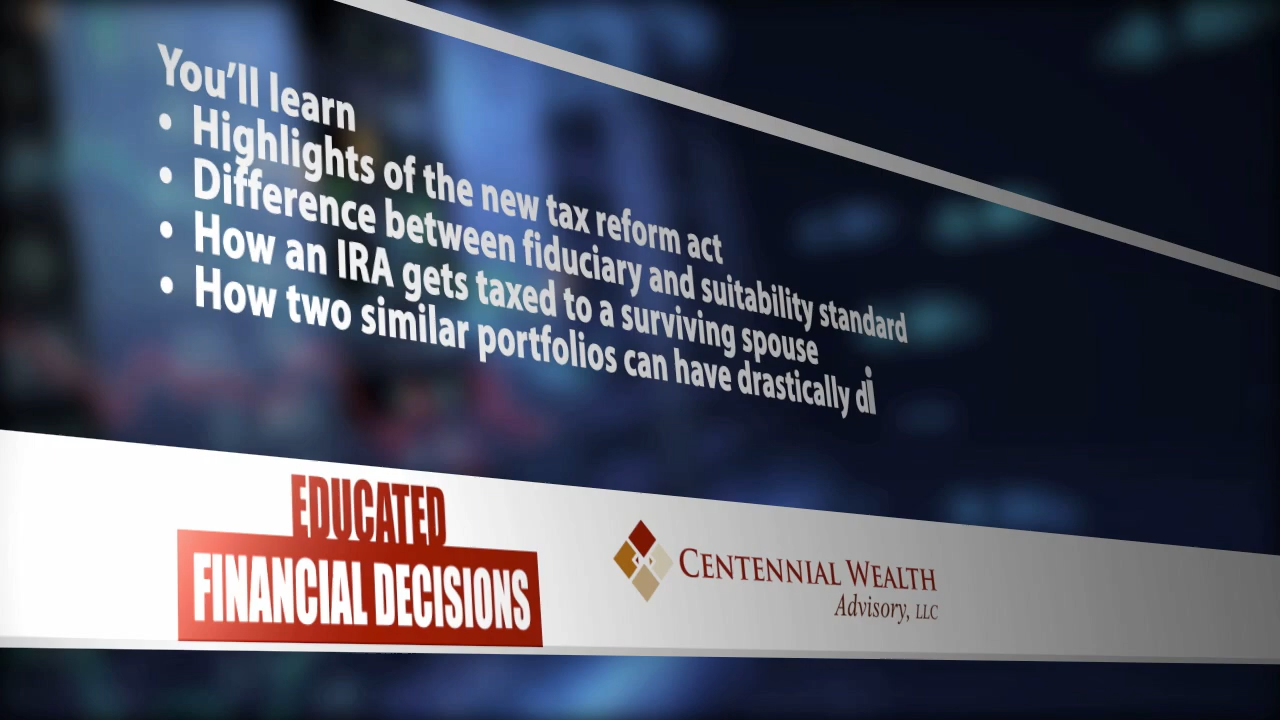 You'll learn
• Highlights of the new tax reform act
• Difference between fiduciary and suitability standard
• How an IRA gets taxed to a surviving spouse
• How two similar portfolios can have drastically di
EDUCATED
FINANCIAL DECISIONS
CENTENNIAL WEALTH
Advisory, LLC